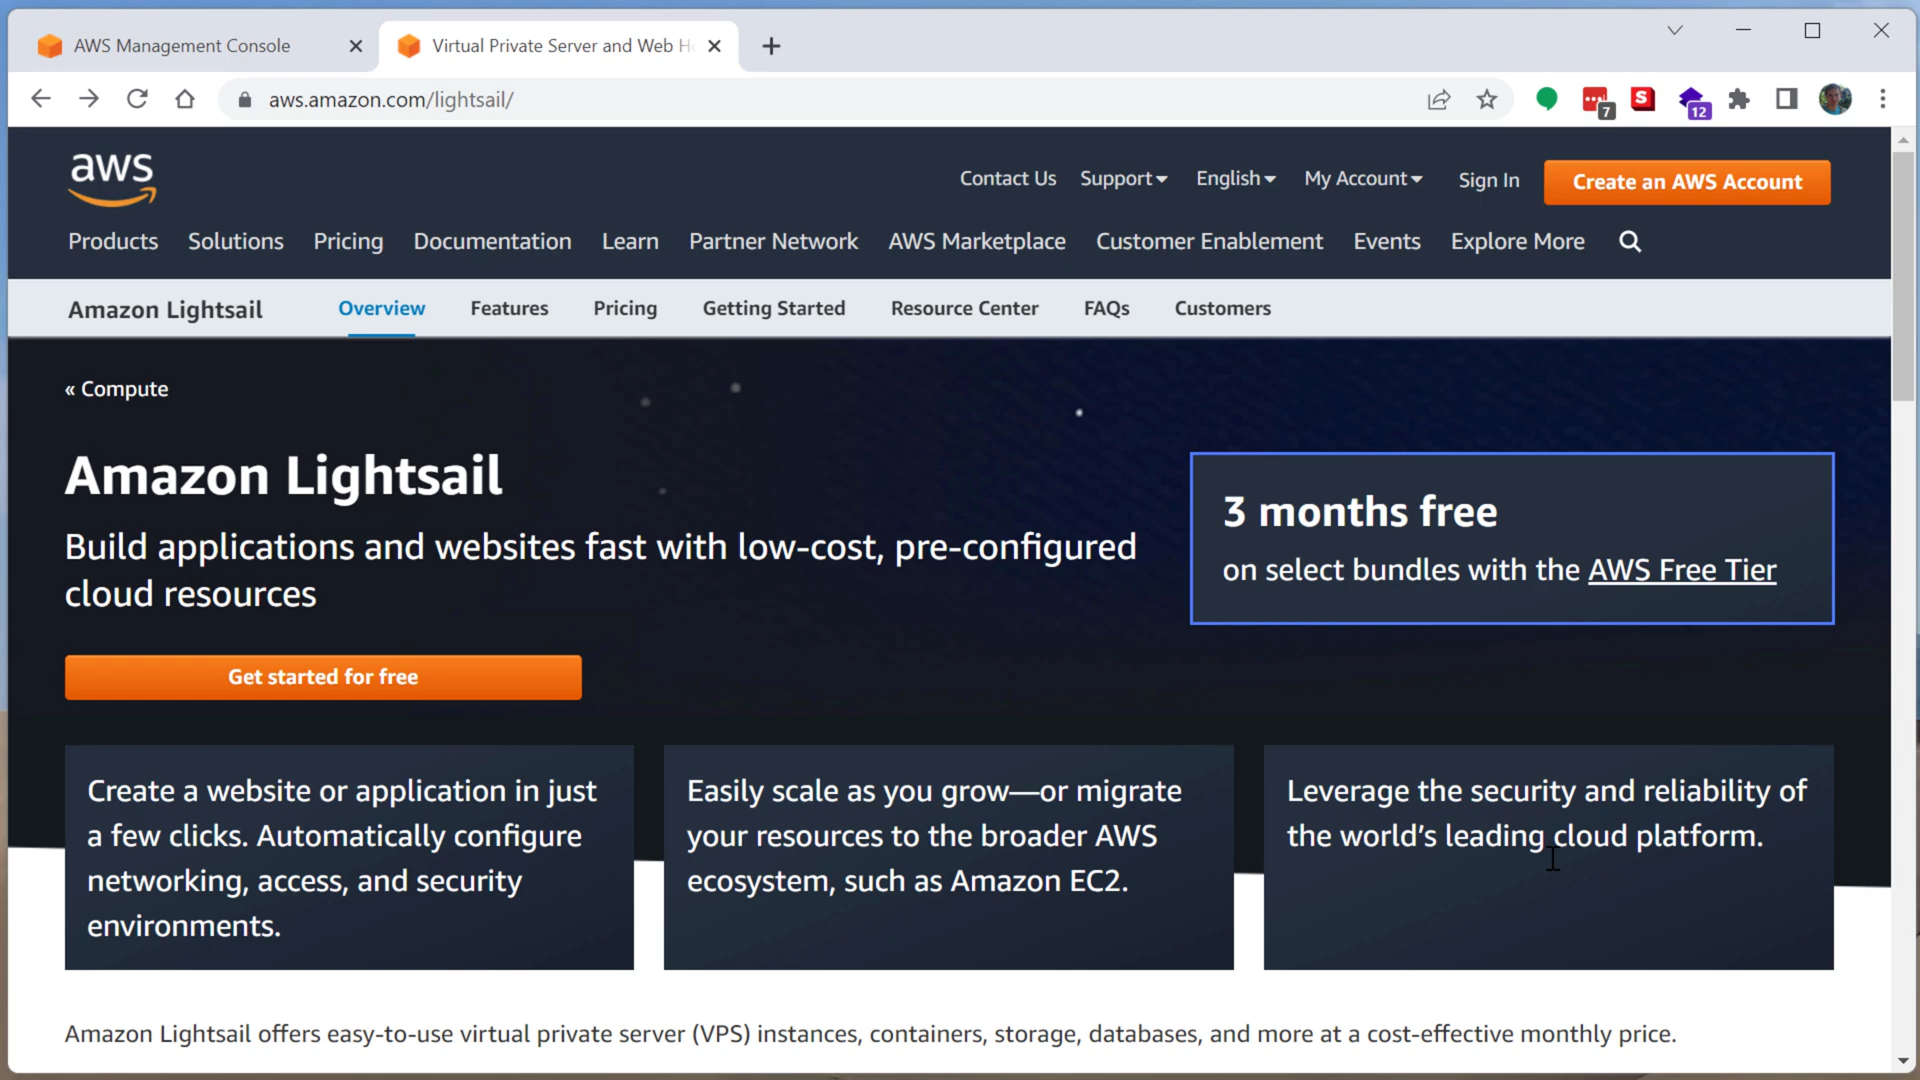 AWS Management Console
Virtual Private Server and Web H
aws.amazon.com/lightsail/
7
S
12
aws
Contact Us Support English My Account Sign In Create an AWS Account
Products Solutions Pricing Documentation Learn Partner Network AWS Marketplace Customer Enablement Events Explore More
Amazon Lightsail Overview Features Pricing Getting Started Resource Center FAQs Customers
« Compute
Amazon Lightsail
Build applications and websites fast with low-cost, pre-configured
cloud resources
Get started for free
3 months free
on select bundles with the AWS Free Tier
Create a website or application in just
a few clicks. Automatically configure
networking, access, and security
environments.
Easily scale as you grow—or migrate
your resources to the broader AWS
ecosystem, such as Amazon EC2.
Leverage the security and reliability of
the world's leading cloud platform.
Amazon Lightsail offers easy-to-use virtual private server (VPS) instances, containers, storage, databases, and more at a cost-effective monthly price.